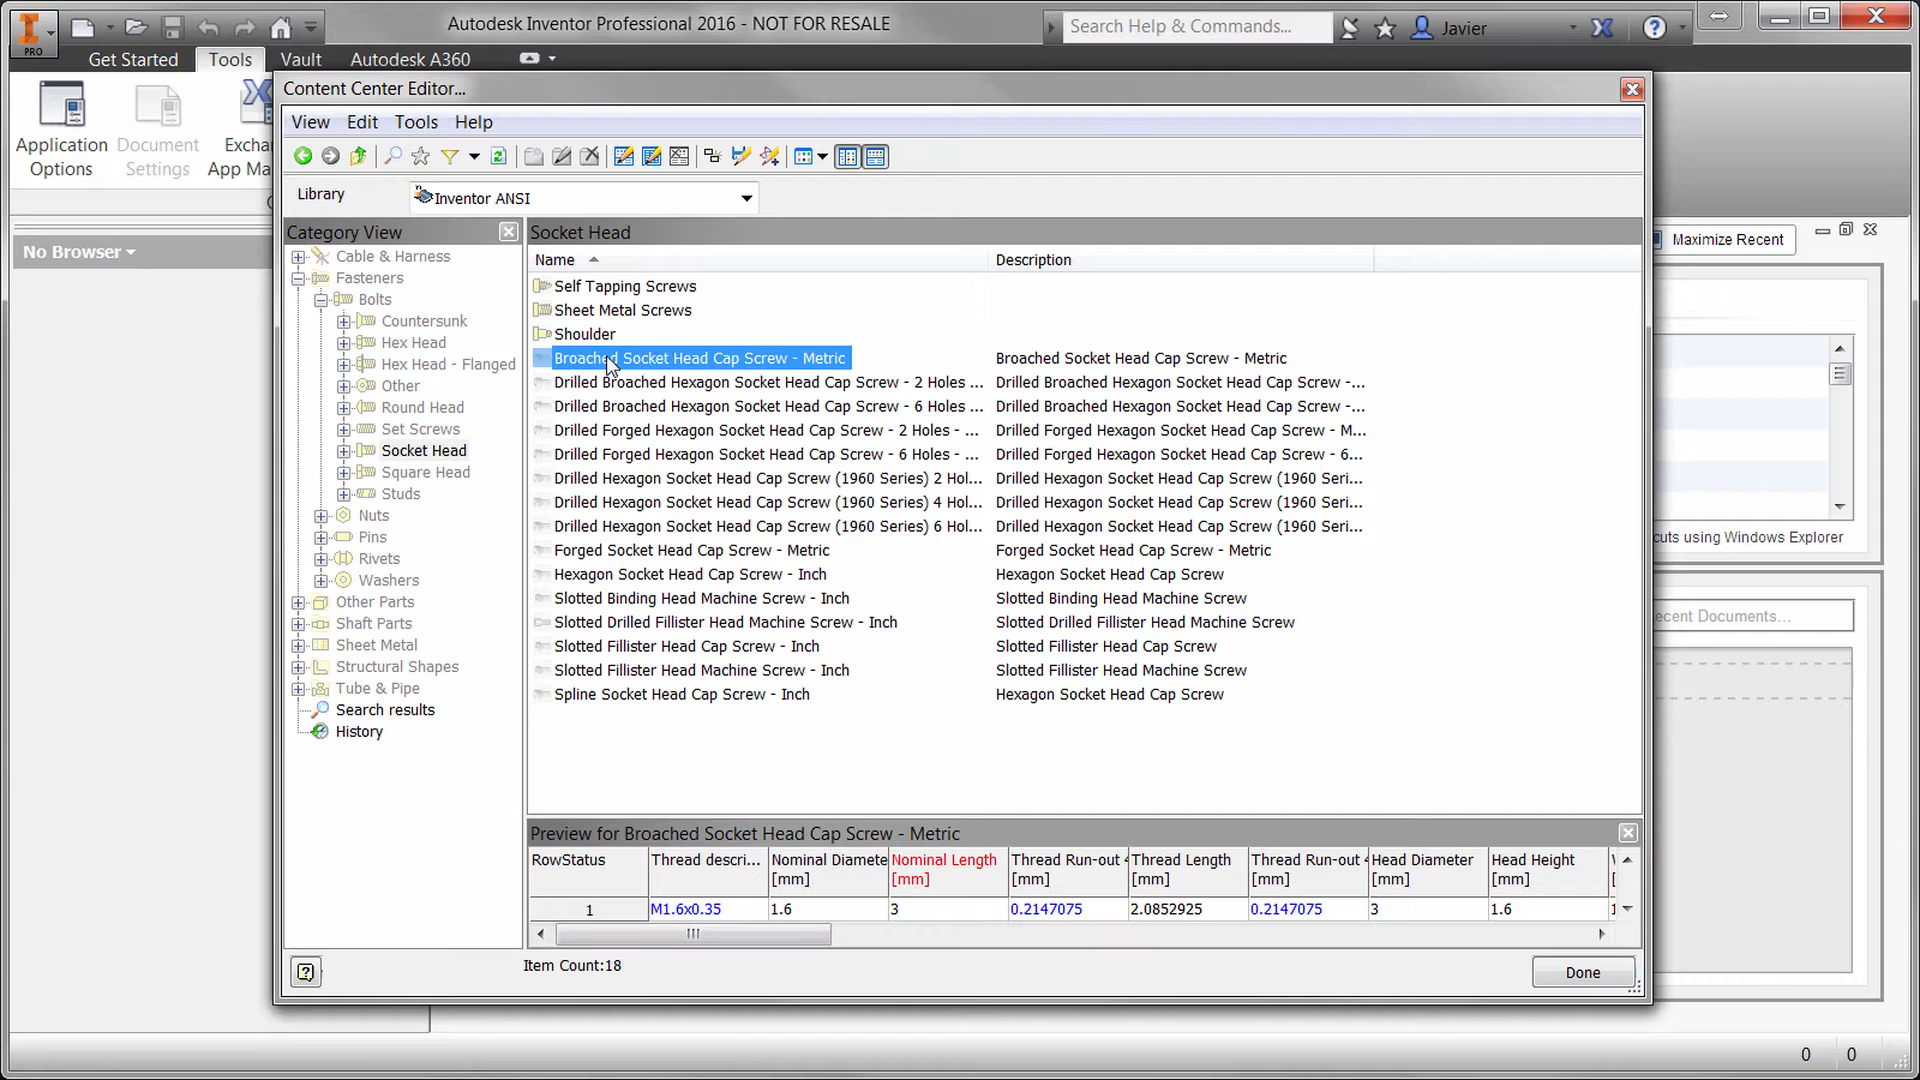 Autodesk Inventor Professional 2016 - NOT FOR RESALE
Search Help & Commands...
Javier
PRO
Get Started Tools Vault Autodesk A360
Application Options
Document Settings
Excha
App Ma
No Browser
Content Center Editor...
View Edit Tools Help
Library
Inventor ANSI
Category View
Cable & Harness
Fasteners
Bolts
Countersunk
Hex Head
Hex Head - Flanged
Other
Round Head
Set Screws
Socket Head
Square Head
Studs
Nuts
Pins
Rivets
Washers
Other Parts
Shaft Parts
Sheet Metal
Structural Shapes
Tube & Pipe
Search results
History
Socket Head
Name Description
Self Tapping Screws
Sheet Metal Screws
Shoulder
Broached Socket Head Cap Screw - Metric Broached Socket Head Cap Screw - Metric
Drilled Broached Hexagon Socket Head Cap Screw - 2 Holes ... Drilled Broached Hexagon Socket Head Cap Screw -...
Drilled Broached Hexagon Socket Head Cap Screw - 6 Holes ... Drilled Broached Hexagon Socket Head Cap Screw -...
Drilled Forged Hexagon Socket Head Cap Screw - 2 Holes - ... Drilled Forged Hexagon Socket Head Cap Screw - M...
Drilled Forged Hexagon Socket Head Cap Screw - 6 Holes - ... Drilled Forged Hexagon Socket Head Cap Screw - 6...
Drilled Hexagon Socket Head Cap Screw (1960 Series) 2 Hol... Drilled Hexagon Socket Head Cap Screw (1960 Seri...
Drilled Hexagon Socket Head Cap Screw (1960 Series) 4 Hol... Drilled Hexagon Socket Head Cap Screw (1960 Seri...
Drilled Hexagon Socket Head Cap Screw (1960 Series) 6 Hol... Drilled Hexagon Socket Head Cap Screw (1960 Seri...
Forged Socket Head Cap Screw - Metric Forged Socket Head Cap Screw - Metric
Hexagon Socket Head Cap Screw - Inch Hexagon Socket Head Cap Screw
Slotted Binding Head Machine Screw - Inch Slotted Binding Head Machine Screw
Slotted Drilled Fillister Head Machine Screw - Inch Slotted Drilled Fillister Head Machine Screw
Slotted Fillister Head Cap Screw - Inch Slotted Fillister Head Cap Screw
Slotted Fillister Head Machine Screw - Inch Slotted Fillister Head Machine Screw
Spline Socket Head Cap Screw - Inch Hexagon Socket Head Cap Screw
Preview for Broached Socket Head Cap Screw - Metric
RowStatus Thread descri... Nominal Diamete Nominal Length Thread Run-out Thread Length Thread Run-out Head Diameter Head Height
[mm] [mm] [mm] [mm] [mm] [mm] [mm]
1 M1.6x0.35 1.6 3 0.2147075 2.0852925 0.2147075 3 1.6
Item Count:18
Done
Maximize Recent
cuts using Windows Explorer
ecent Documents...
0 0